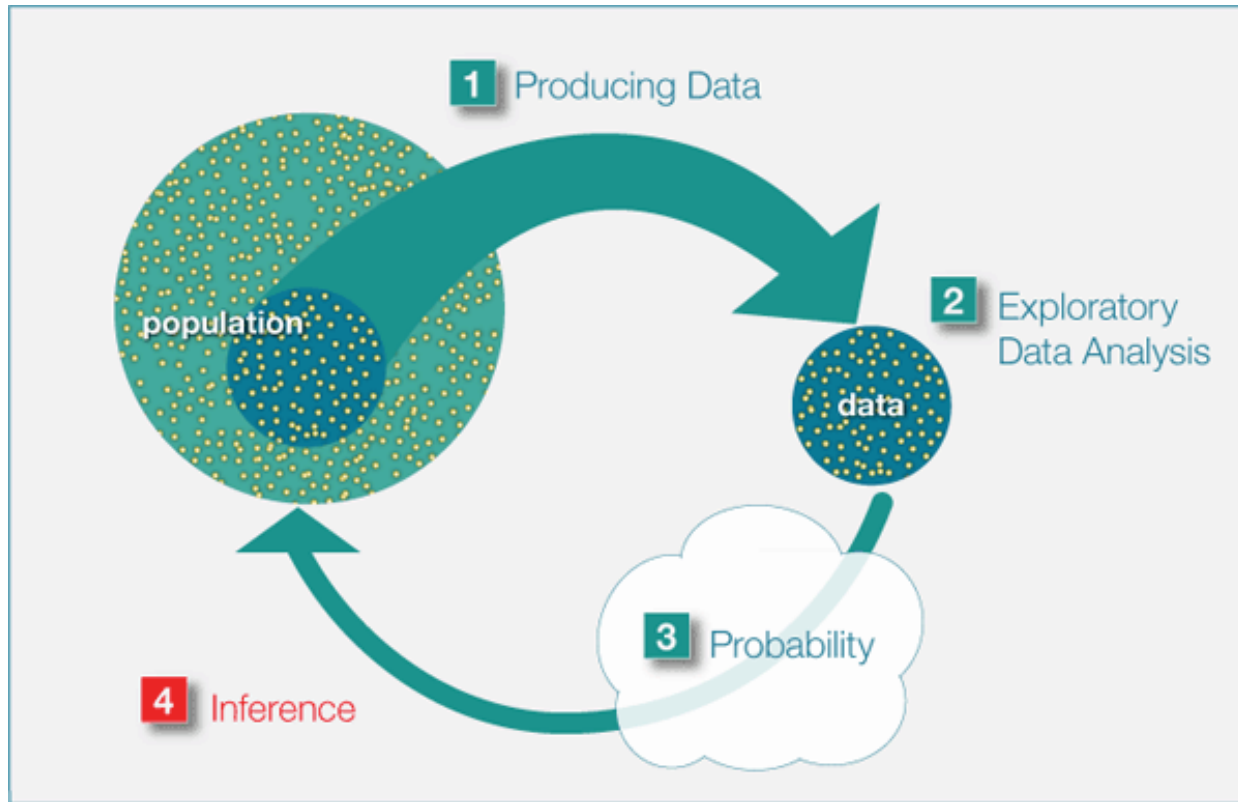 1 Producing Data
population
2 Exploratory
Data Analysis
data
3 Probability
4 Inference